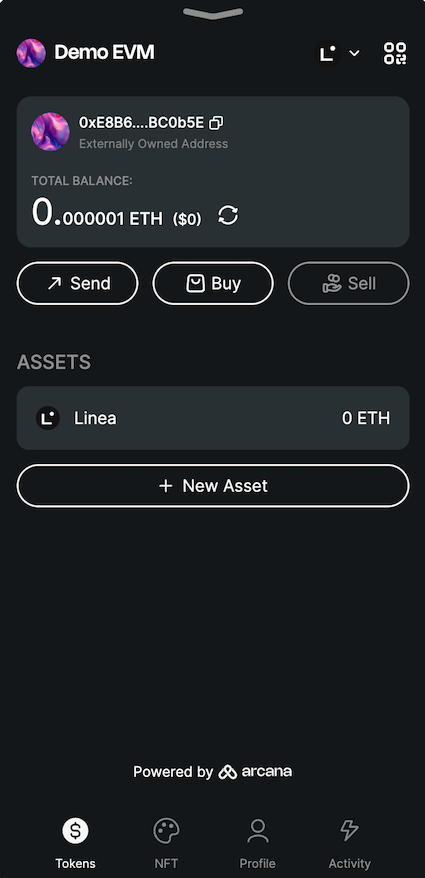 Demo EVM
0xE8B6....BC0b5E
Externally Owned Address
TOTAL BALANCE:
0.000001 ETH ($0)
Send Buy Sell
ASSETS
Linea 0 ETH
+ New Asset
Powered by arcana
Tokens NFT Profile Activity